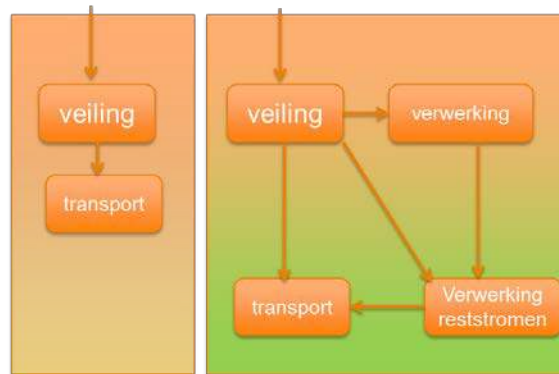 veiling
transport
veiling
verwerking
transport
Verwerking
reststromen